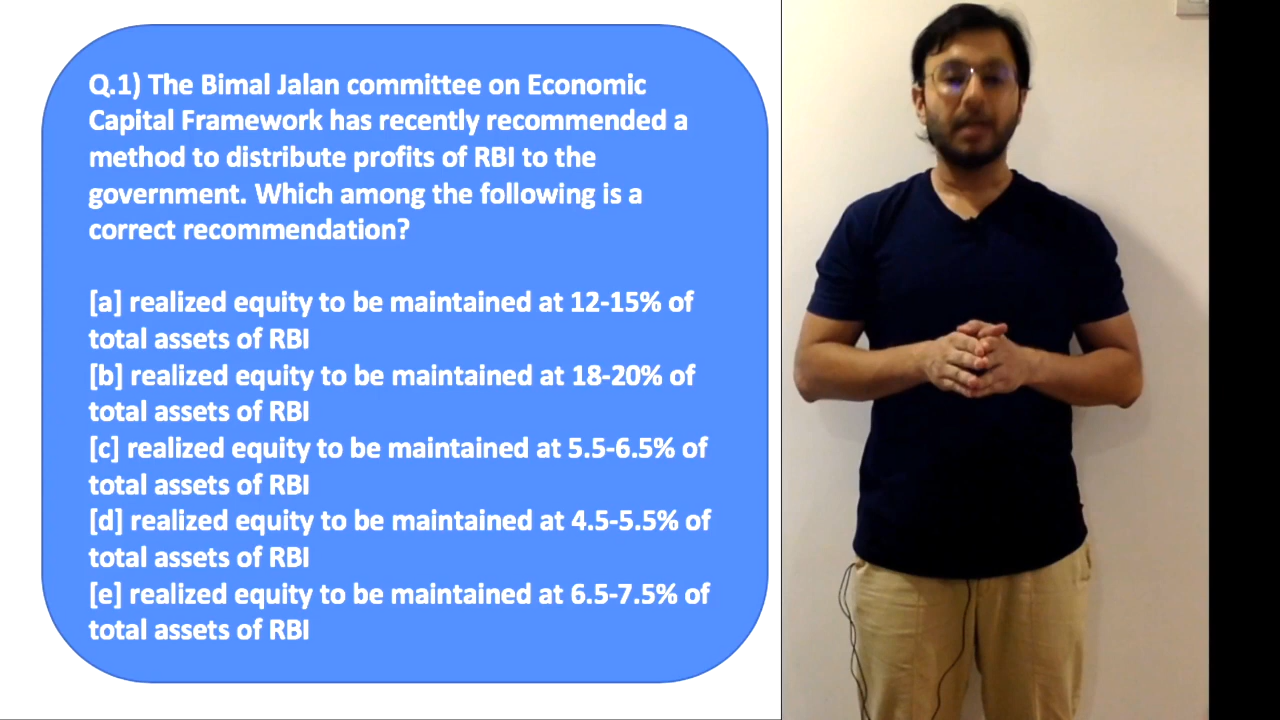 Q.1) The Bimal Jalan committee on Economic
Capital Framework has recently recommended a
method to distribute profits of RBI to the
government. Which among the following is a
correct recommendation?
[a] realized equity to be maintained at 12-15% of
total assets of RBI
[b] realized equity to be maintained at 18-20% of
total assets of RBI
[c] realized equity to be maintained at 5.5-6.5% of
total assets of RBI
[d] realized equity to be maintained at 4.5-5.5% of
total assets of RBI
[e] realized equity to be maintained at 6.5-7.5% of
total assets of RBI